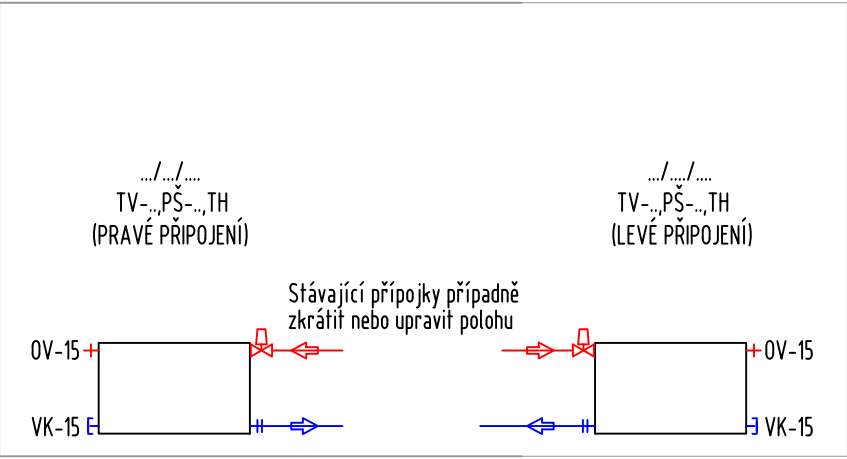 .../.../....
TV-..,PŠ-..,TH
(PRAVÉ PŘIPOJENÍ)
.../..../....
TV-..,PŠ-..,TH
(LEVÉ PŘIPOJENÍ)
Stávající přípojky případně
zkrátit nebo upravit polohu
OV-15
OV-15
VK-15
VK-15